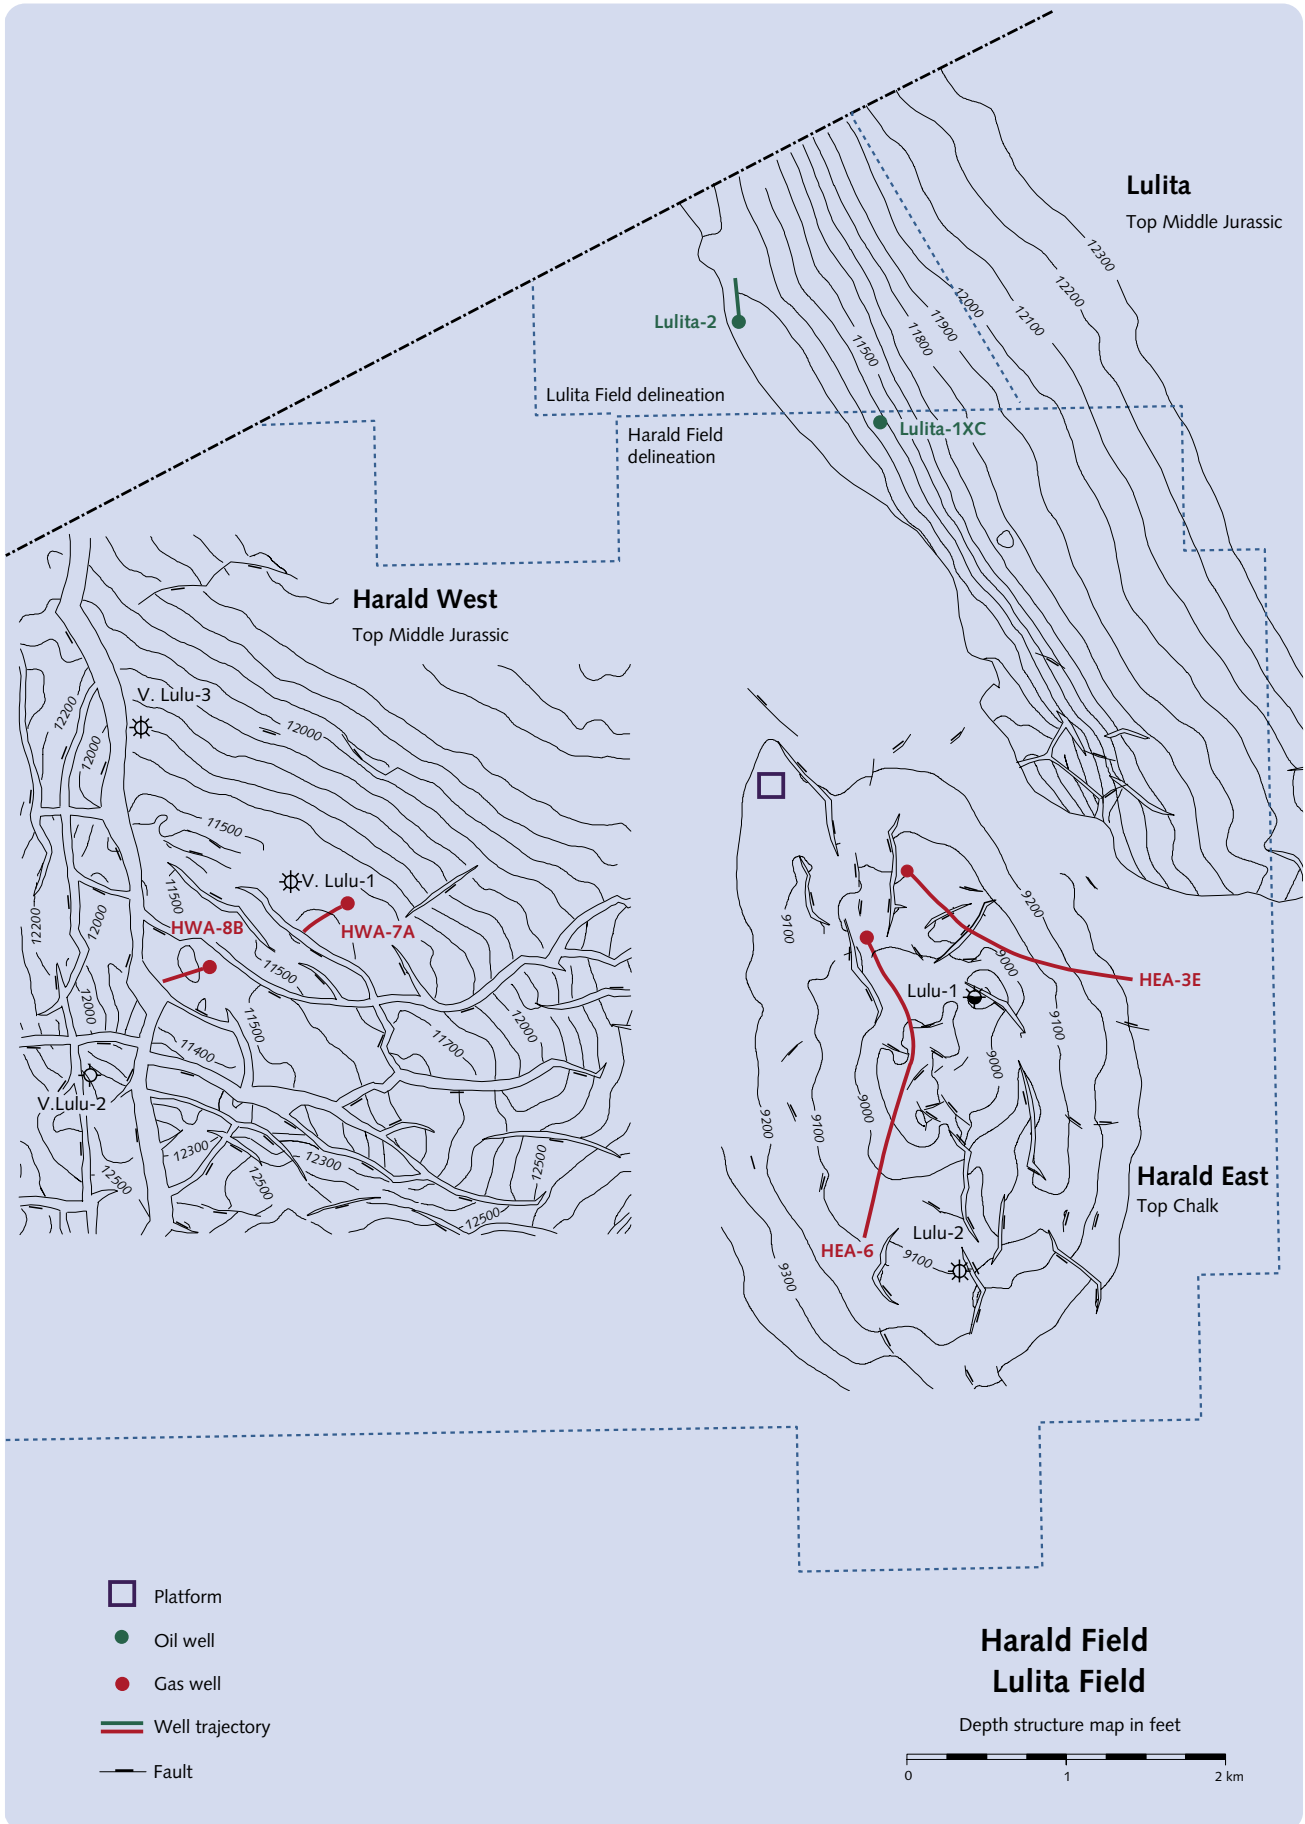 Lulita
Top Middle Jurassic
12300
12200
12100
12000
11900
11800
11500
Lulita-2
Lulita Field delineation
Harald Field
delineation
Lulita-1XC
Harald West
Top Middle Jurassic
V. Lulu-3
12200
12000
12000
11500
V. Lulu-1
11500
HWA-8B
HWA-7A
12200
12000
11500
12000
11500
11400
11700
12000
V.Lulu-2
12300
12300
12500
12500
12500
12500
9200
9100
9000
HEA-3E
Lulu-1
9100
9000
9000
9100
9200
Harald East
Top Chalk
Lulu-2
HEA-6
9100
9300
Platform
Oil well
Gas well
Well trajectory
Fault
Harald Field
Lulita Field
Depth structure map in feet
0 1 2 km